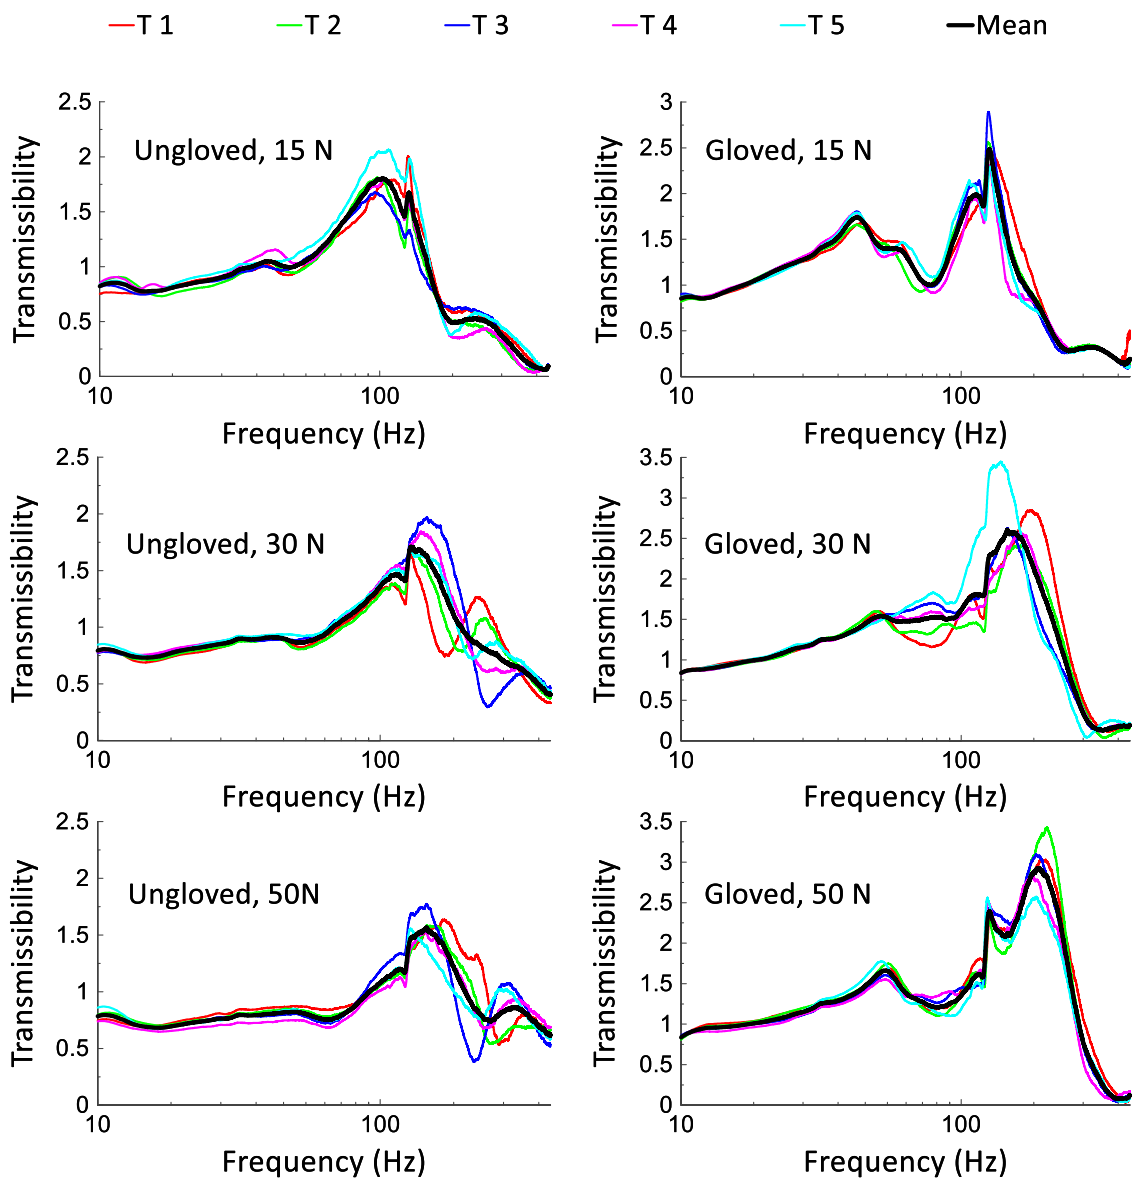 T 1 T 2 T 3 T 4 T 5 Mean
Transmissibility
2.5
2
1.5
1
0.5
0
Ungloved, 15 N
10 100
Frequency (Hz)
Transmissibility
3
2.5
2
1.5
1
0.5
0
Gloved, 15 N
10 100
Frequency (Hz)
Transmissibility
2.5
2
1.5
1
0.5
0
Ungloved, 30 N
10 100
Frequency (Hz)
Transmissibility
3.5
3
2.5
2
1.5
1
0.5
0
Gloved, 30 N
10 100
Frequency (Hz)
Transmissibility
2.5
2
1.5
1
0.5
0
Ungloved, 50N
10 100
Frequency (Hz)
Transmissibility
3.5
3
2.5
2
1.5
1
0.5
0
Gloved, 50 N
10 100
Frequency (Hz)